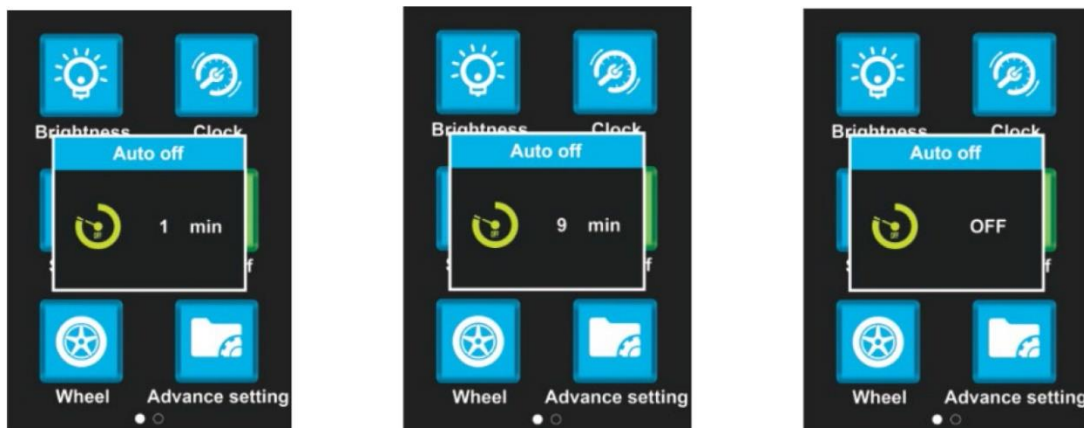 Brightness Clock
Auto off
1 min
Wheel Advance setting
Brightness Clock
Auto off
9 min
Wheel Advance setting
Brightness Clock
Auto off
OFF
Wheel Advance setting